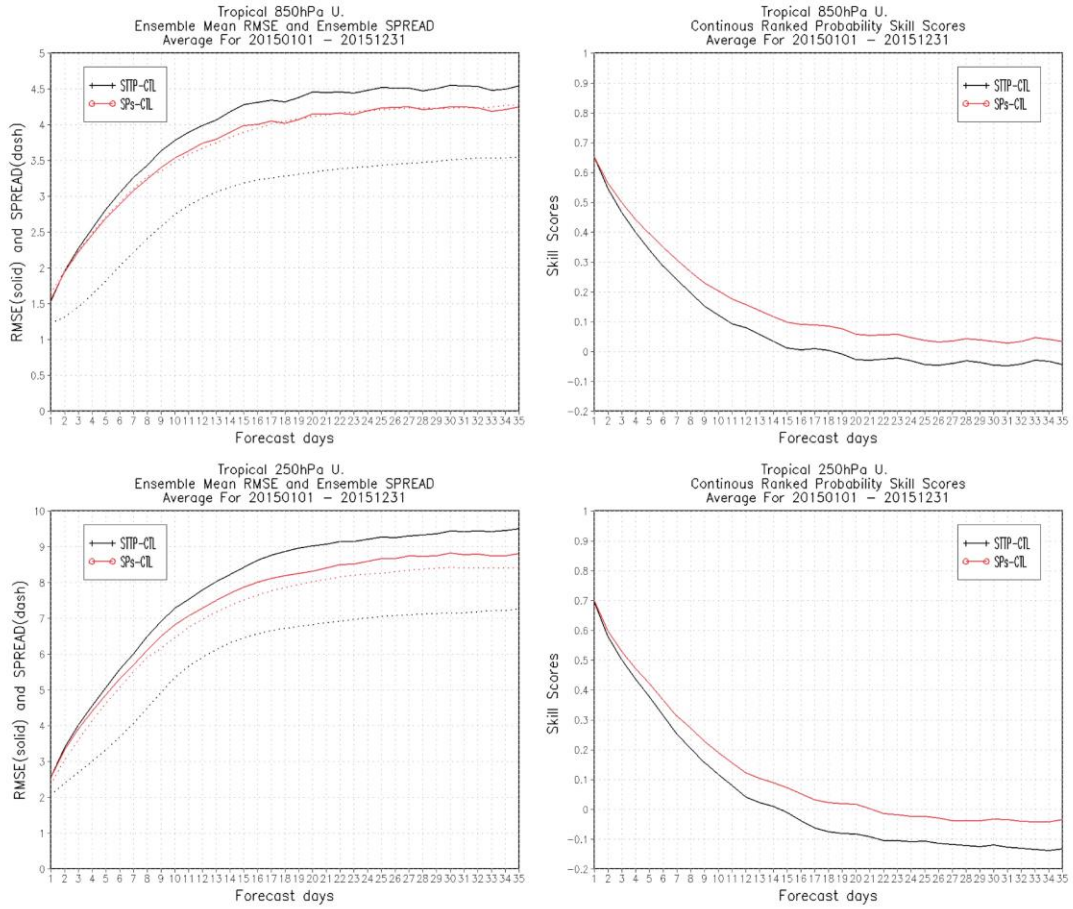 Tropical 850hPa U.
Ensemble Mean RMSE and Ensemble SPREAD
Average For 20150101 – 20151231
RMSE(solid) and SPREAD(dash)
5
4.5
4
3.5
3
2.5
2
1.5
1
0.5
0
STTP-CTL
SPs-CTL
1 2 3 4 5 6 7 8 9 10 11 12 13 14 15 16 17 18 19 20 21 22 23 24 25 26 27 28 29 30 31 32 33 34 35
Forecast days
Tropical 850hPa U.
Continous Ranked Probability Skill Scores
Average For 20150101 – 20151231
Skill Scores
1
0.9
0.8
0.7
0.6
0.5
0.4
0.3
0.2
0.1
0
-0.1
-0.2
STTP-CTL
SPs-CTL
1 2 3 4 5 6 7 8 9 10 11 12 13 14 15 16 17 18 19 20 21 22 23 24 25 26 27 28 29 30 31 32 33 34 35
Forecast days
Tropical 250hPa U.
Ensemble Mean RMSE and Ensemble SPREAD
Average For 20150101 – 20151231
RMSE(solid) and SPREAD(dash)
10
9
8
7
6
5
4
3
2
1
0
STTP-CTL
SPs-CTL
1 2 3 4 5 6 7 8 9 10 11 12 13 14 15 16 17 18 19 20 21 22 23 24 25 26 27 28 29 30 31 32 33 34 35
Forecast days
Tropical 250hPa U.
Continous Ranked Probability Skill Scores
Average For 20150101 – 20151231
Skill Scores
1
0.9
0.8
0.7
0.6
0.5
0.4
0.3
0.2
0.1
0
-0.1
-0.2
STTP-CTL
SPs-CTL
1 2 3 4 5 6 7 8 9 10 11 12 13 14 15 16 17 18 19 20 21 22 23 24 25 26 27 28 29 30 31 32 33 34 35
Forecast days